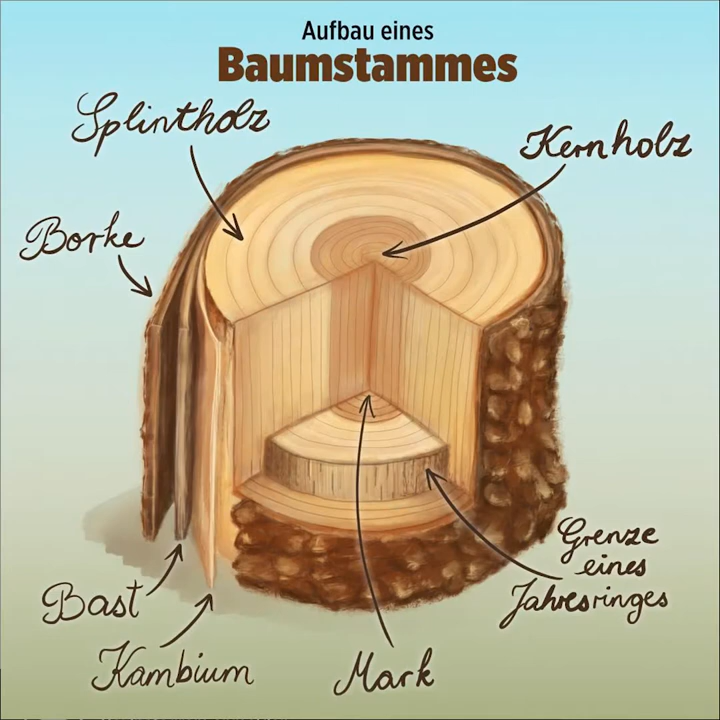 Aufbau eines
Baumstammes
Splintholz
Kernholz
Borke
Grenze
eines
Jahresringes
Bast
Kambium
Mark